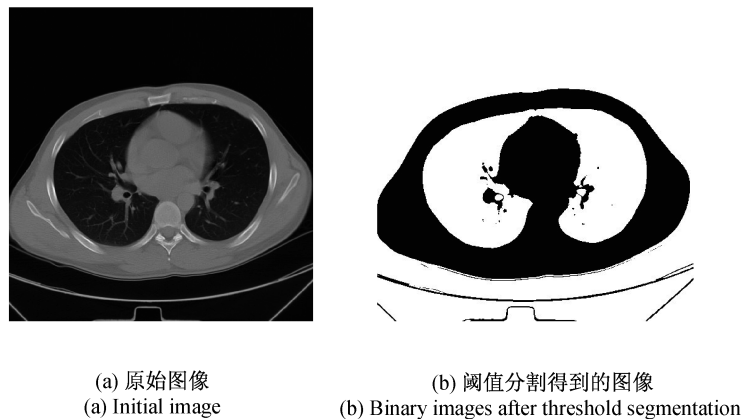 (a) 原始图像
(a) Initial image
(b) 阈值分割得到的图像
(b) Binary images after threshold segmentation